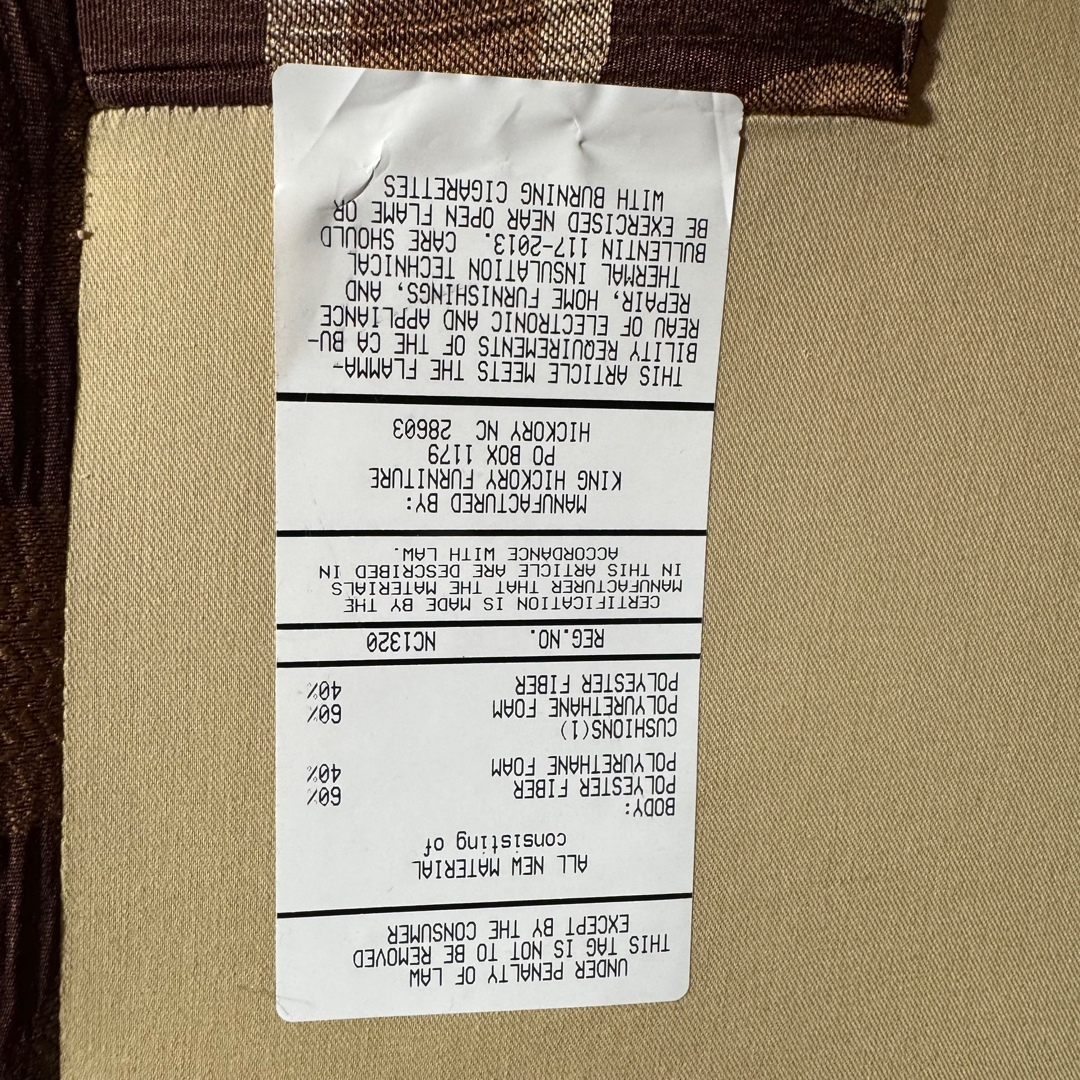 UNDER PENALTY OF LAW
THIS TAG IS NOT TO BE REMOVED
EXCEPT BY THE CONSUMER
ALL NEW MATERIAL
consisting of
BODY:
POLYESTER FIBER 60%
POLYURETHANE FOAM 40%
CUSHIONS(1)
POLYURETHANE FOAM 60%
POLYESTER FIBER 40%
REG.NO. NC1320
CERTIFICATION IS MADE BY THE
MANUFACTURER THAT THE MATERIALS
IN THIS ARTICLE ARE DESCRIBED IN
ACCORDANCE WITH LAW.
MANUFACTURED BY:
KING HICKORY FURNITURE
PO BOX 1179
HICKORY NC 28603
THIS ARTICLE MEETS THE FLAMMA-
BILITY REQUIREMENTS OF THE CA BU-
REAU OF ELECTRONIC AND APPLIANCE
REPAIR, HOME FURNISHINGS, AND
THERMAL INSULATION TECHNICAL
BULLENTIN 117-2013. CARE SHOULD
BE EXERCISED NEAR OPEN FLAME OR
WITH BURNING CIGARETTES